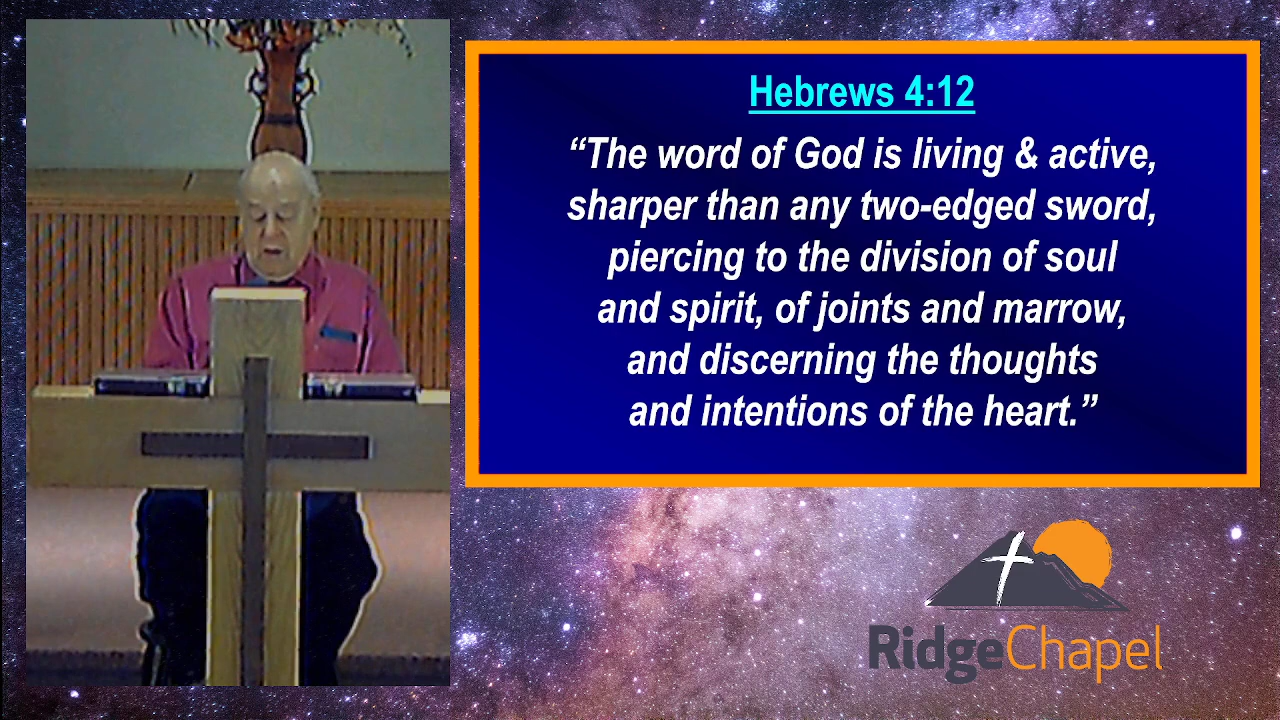 Hebrews 4:12
“The word of God is living & active,
sharper than any two-edged sword,
piercing to the division of soul
and spirit, of joints and marrow,
and discerning the thoughts
and intentions of the heart.”
RidgeChapel